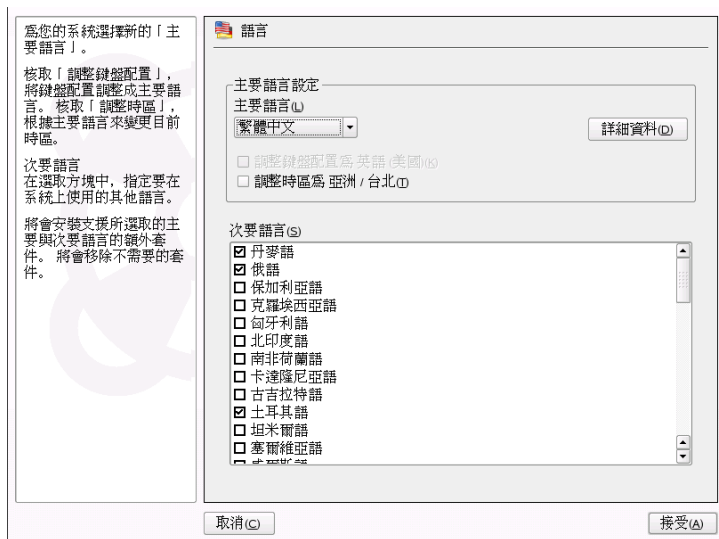 為您的系統選擇新的「主
要語言」。
核取「調整鍵盤配置」,
將鍵盤配置調整成主要語
言。 核取「調整時區」,
根據主要語言來變更目前
時區。
次要語言
在選取方塊中，指定要在
系統上使用的其他語言。
將會安裝支援所選取的主
要與次要語言的額外套
件。 將會移除不需要的套
件。
語言
主要語言設定
主要語言(L)
繁體中文
詳細資料(D)
調整鍵盤配置為 英語 (美國)(K)
調整時區為 亞洲 / 台北(T)
次要語言(S)
丹麥語
俄語
保加利亞語
克羅埃西亞語
匈牙利語
北印度語
南非荷蘭語
卡達隆尼亞語
古吉拉特語
土耳其語
坦米爾語
塞爾維亞語
取消(C)
接受(A)